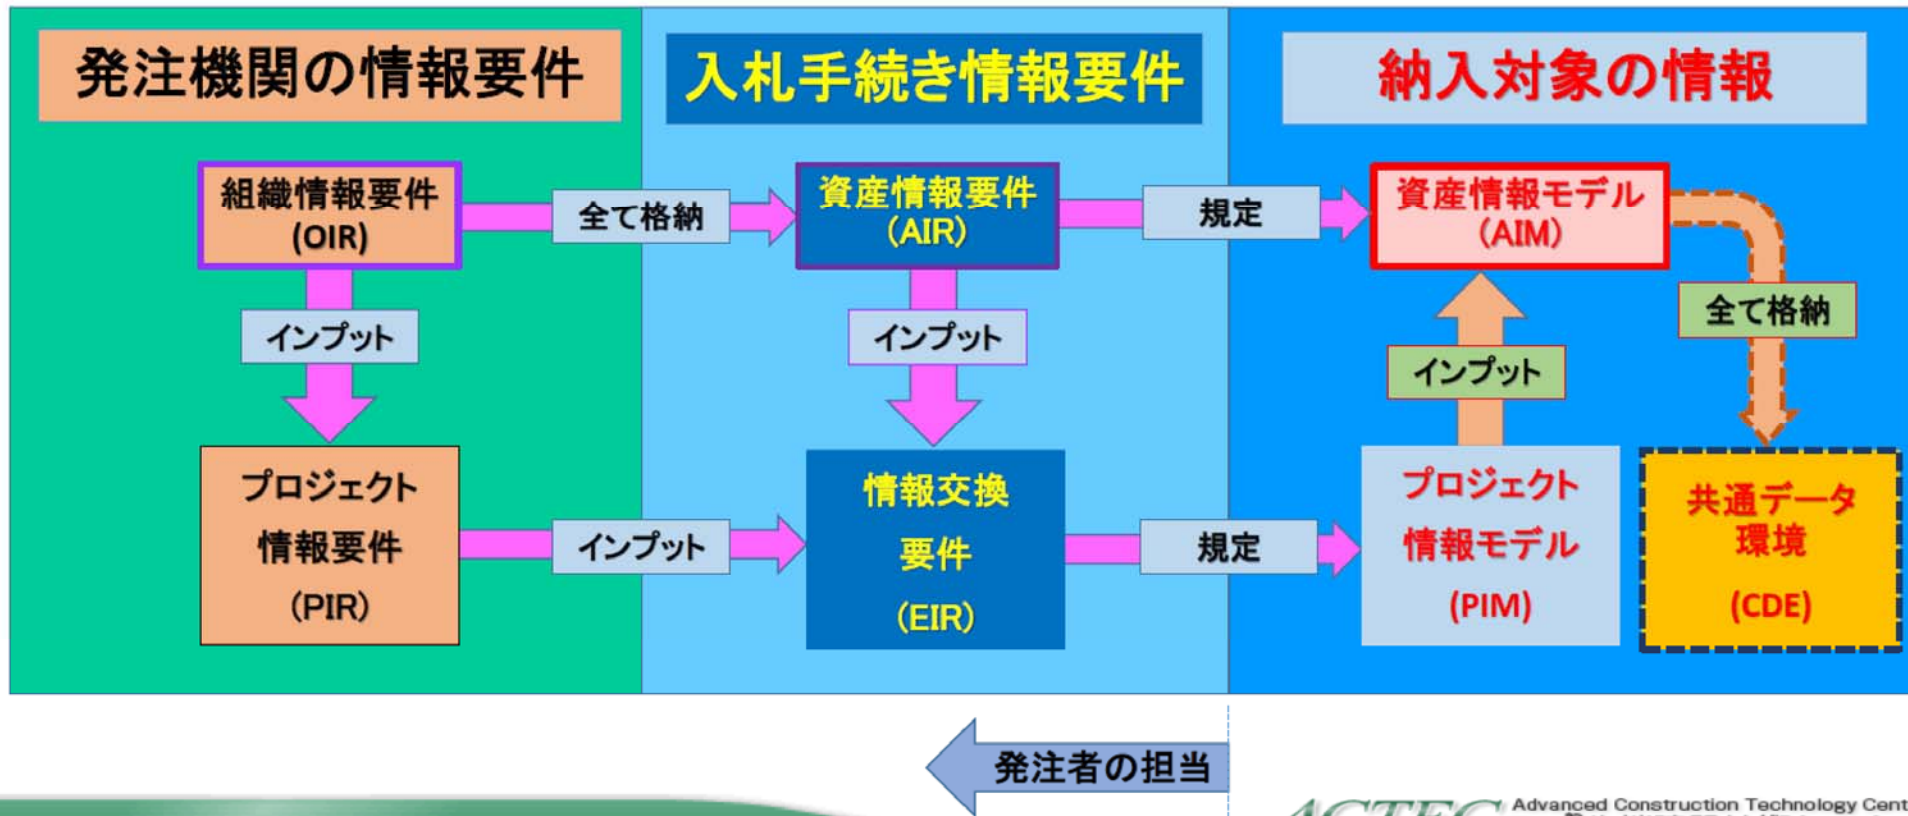 発注機関の情報要件
入札手続き情報要件
納入対象の情報
組織情報要件
(OIR)
全て格納
資産情報要件
(AIR)
規定
資産情報モデル
(AIM)
全て格納
インプット
インプット
インプット
プロジェクト
情報要件
(PIR)
インプット
情報交換
要件
(EIR)
規定
プロジェクト
情報モデル
(PIM)
共通データ
環境
(CDE)
発注者の担当
ACTEC
Advanced Construction Technology Cent